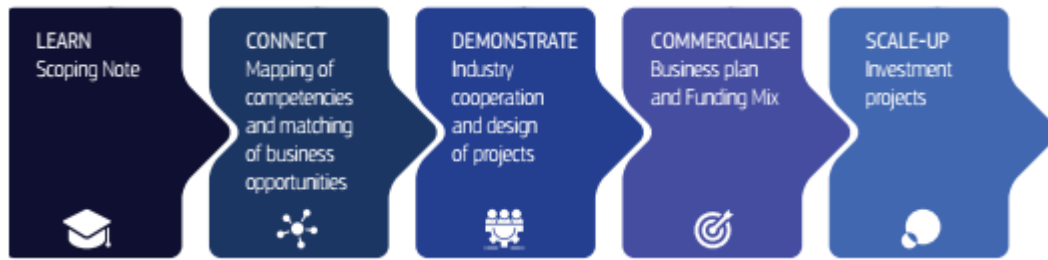 LEARN
Scoping Note
CONNECT
Mapping of
competencies
and matching
of business
opportunities
DEMONSTRATE
Industry
cooperation
and design
of projects
COMMERCIALISE
Business plan
and Funding Mix
SCALE-UP
Investment
projects